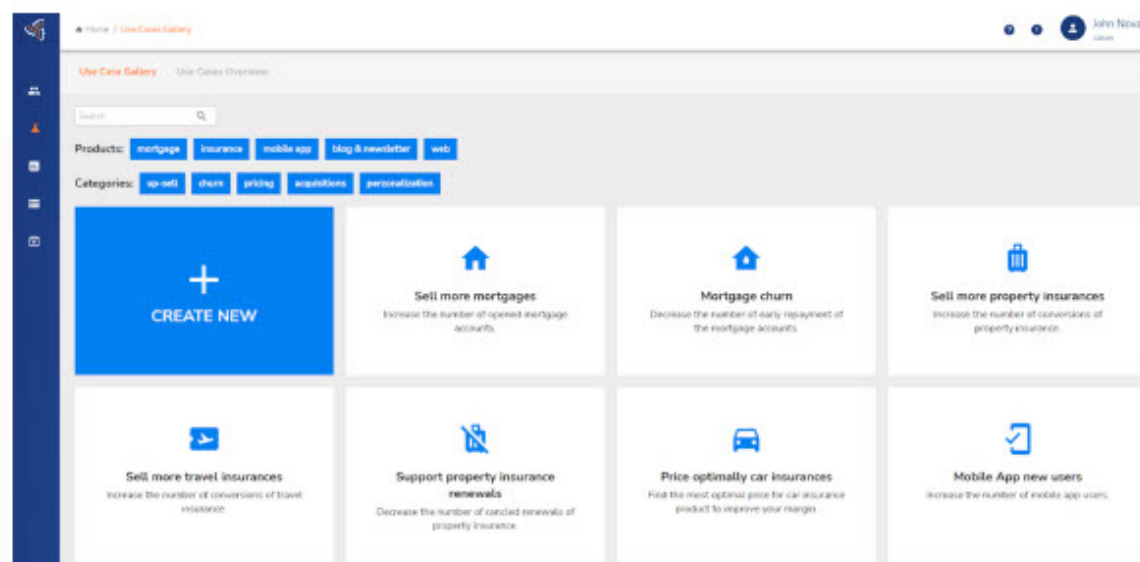 Home / Use Cases Gallery
John Nova
Use Case Gallery
Use Cases Overview
Search
Products: mortgage insurance mobile app blog & newsletter web
Categories: up-sell churn pricing acquisitions personalization
CREATE NEW
Sell more mortgages
Increase the number of opened mortgage
accounts.
Mortgage churn
Decrease the number of early repayment of
the mortgage accounts.
Sell more property insurances
Increase the number of conversions of
property insurance.
Sell more travel insurances
Increase the number of conversions of travel
insurance.
Support property insurance
renewals
Decrease the number of cancled renewals of
property insurance.
Price optimally car insurances
Find the most optimal price for car insurance
product to improve your margin.
Mobile App new users
Increase the number of mobile app users.